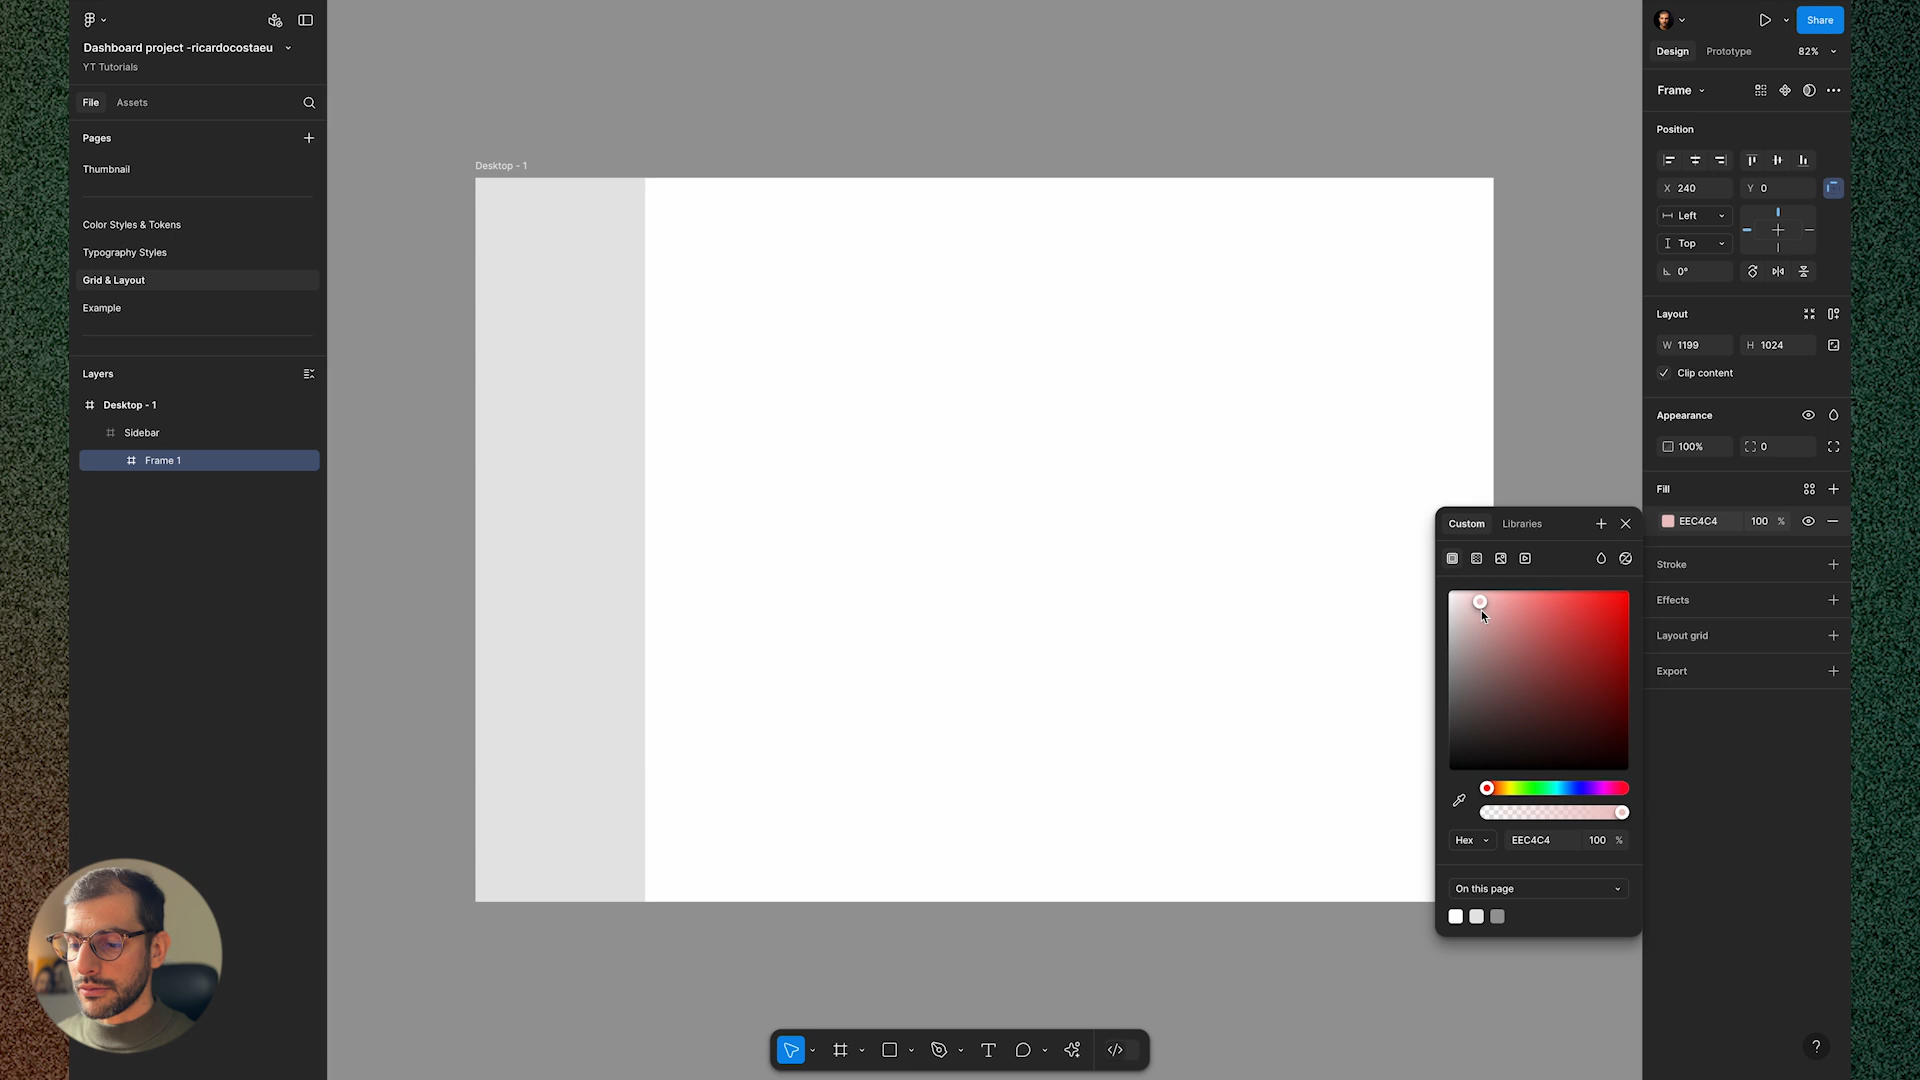 Dashboard project -ricardocostaeu
YT Tutorials
File
Assets
Pages
Thumbnail
Color Styles & Tokens
Typography Styles
Grid & Layout
Example
Layers
Desktop - 1
Sidebar
Frame 1
Desktop - 1
Share
Design
Prototype
82%
Frame
Position
X 240
Y 0
Left
Top
0°
Layout
W 1199
H 1024
Clip content
Appearance
100%
0
Fill
EEC4C4
100 %
Stroke
Effects
Layout grid
Export
Custom
Libraries
Hex
EEC4C4
100 %
On this page
?